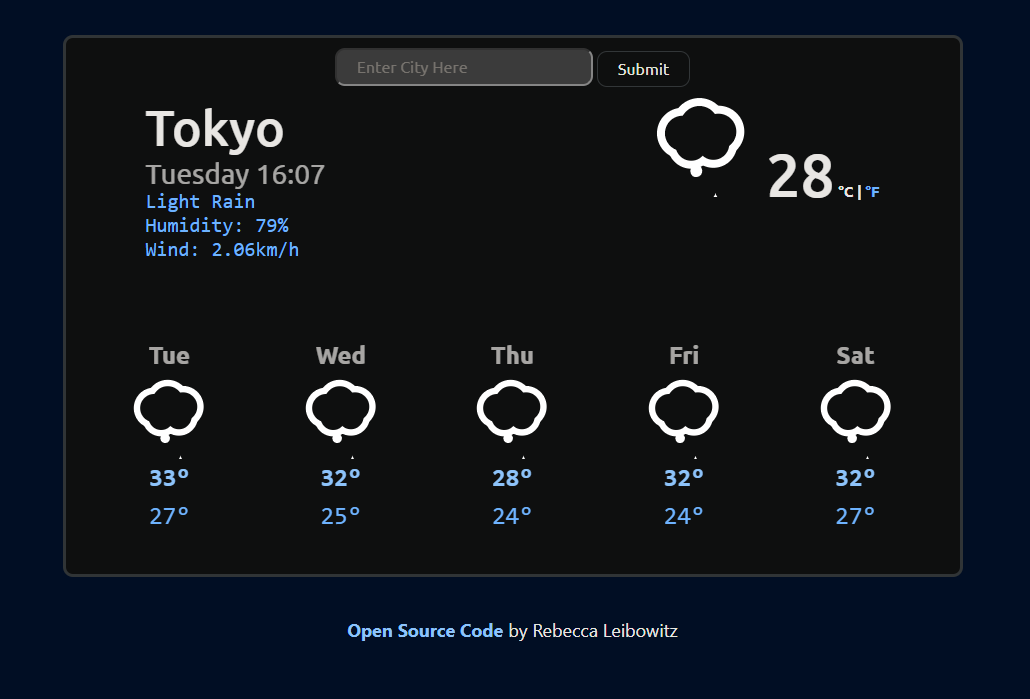 Enter City Here Submit
Tokyo
Tuesday 16:07
Light Rain
Humidity: 79%
Wind: 2.06km/h
28 °C|°F
Tue Wed Thu Fri Sat
33° 32° 28° 32° 32°
27° 25° 24° 24° 27°
Open Source Code by Rebecca Leibowitz